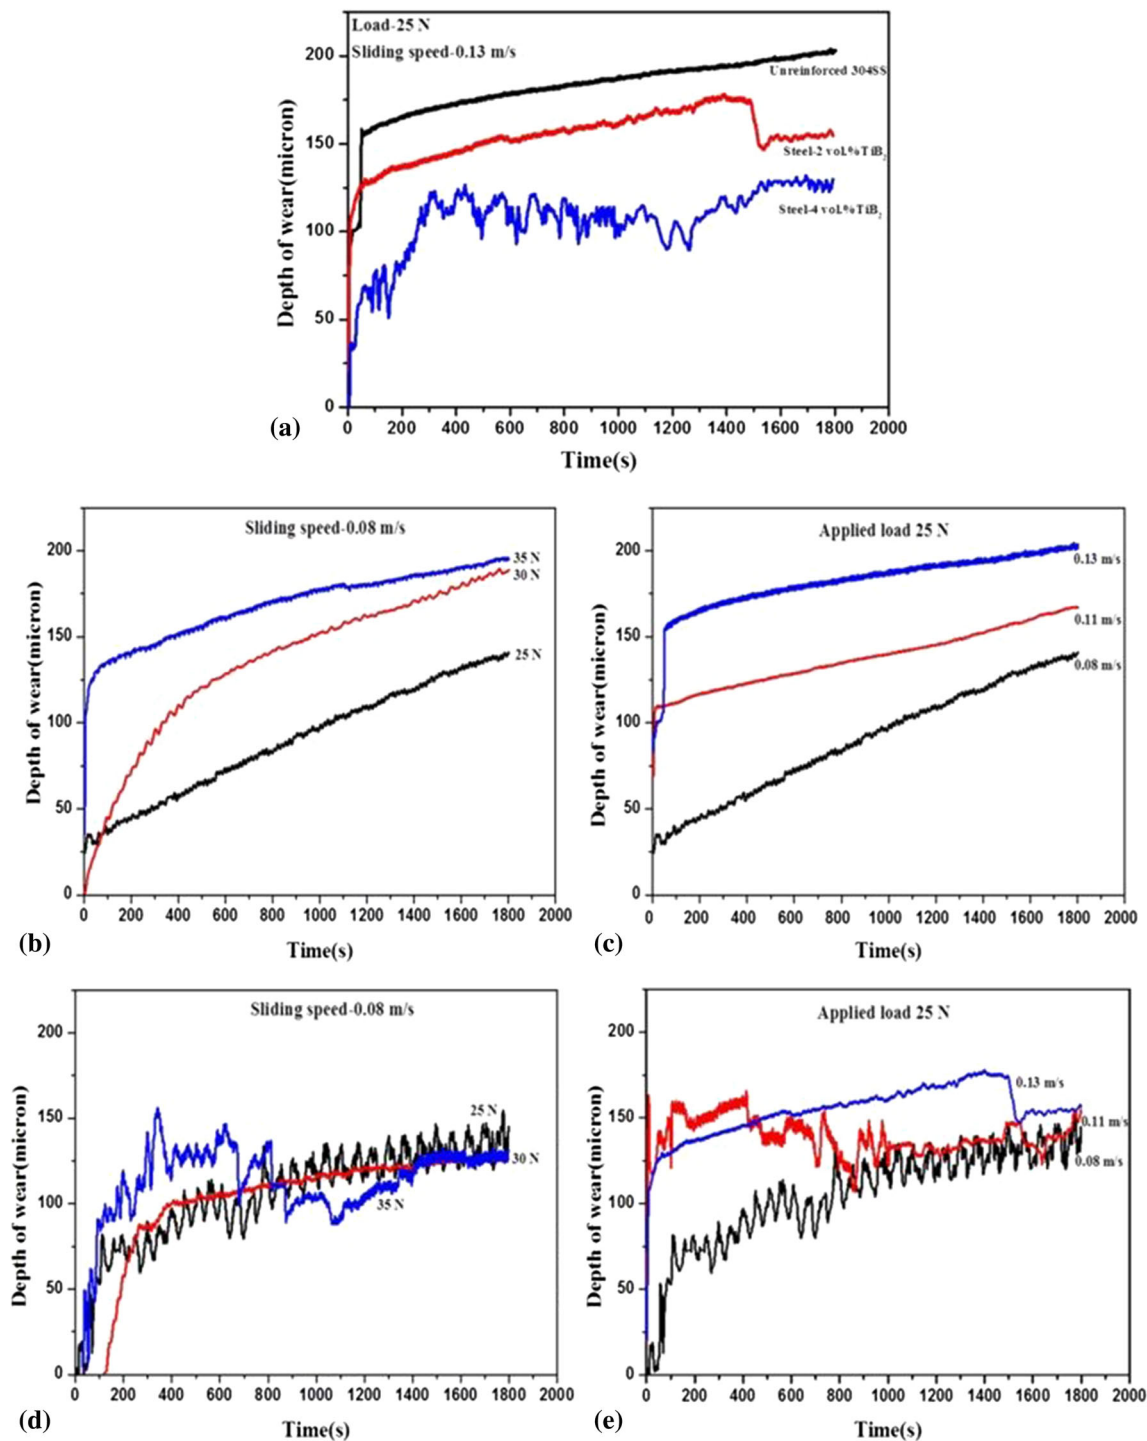 Load-25 N
Sliding speed-0.13 m/s
Unreinforced 304SS
Steel-2 vol.%TiB2
Steel-4 vol.%TiB2
Depth of wear(micron)
200
150
100
50
0
0 200 400 600 800 1000 1200 1400 1600 1800 2000
Time(s)
(a)
Sliding speed-0.08 m/s
35 N
30 N
25 N
Depth of wear(micron)
200
150
100
50
0
0 200 400 600 800 1000 1200 1400 1600 1800 2000
Time(s)
(b)
Applied load 25 N
0.13 m/s
0.11 m/s
0.08 m/s
Depth of wear(micron)
200
150
100
50
0
0 200 400 600 800 1000 1200 1400 1600 1800 2000
Time(s)
(c)
Sliding speed-0.08 m/s
25 N
30 N
35 N
Depth of wear(micron)
200
150
100
50
0
0 200 400 600 800 1000 1200 1400 1600 1800 2000
Time(s)
(d)
Applied load 25 N
0.13 m/s
0.11 m/s
0.08 m/s
Depth of wear(micron)
200
150
100
50
0
0 200 400 600 800 1000 1200 1400 1600 1800 2000
Time(s)
(e)